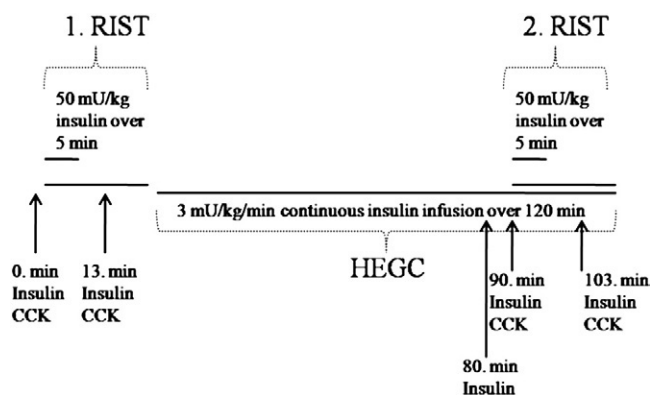 1. RIST
2. RIST
50 mU/kg
insulin over
5 min
50 mU/kg
insulin over
5 min
3 mU/kg/min continuous insulin infusion over 120 min
HEGC
0. min
Insulin
CCK
13. min
Insulin
CCK
90. min
Insulin
CCK
103. min
Insulin
CCK
80. min
Insulin